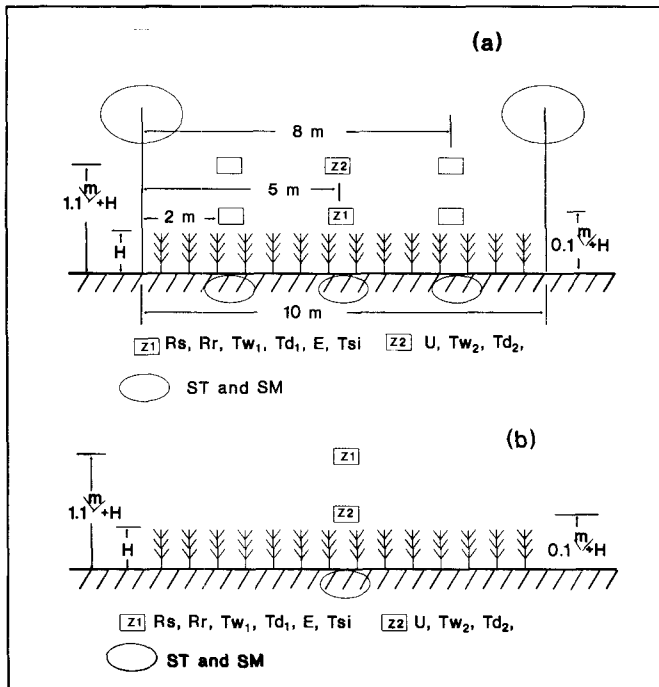 (a)
8 m
Z2
5 m
1.1 m +H
2 m
Z1
H
0.1 m +H
10 m
Z1 Rs, Rr, Tw₁, Td₁, E, Tsi Z2 U, Tw₂, Td₂,
ST and SM
(b)
Z1
1.1 m +H
Z2
H
0.1 m +H
Z1 Rs, Rr, Tw₁, Td₁, E, Tsi Z2 U, Tw₂, Td₂,
ST and SM